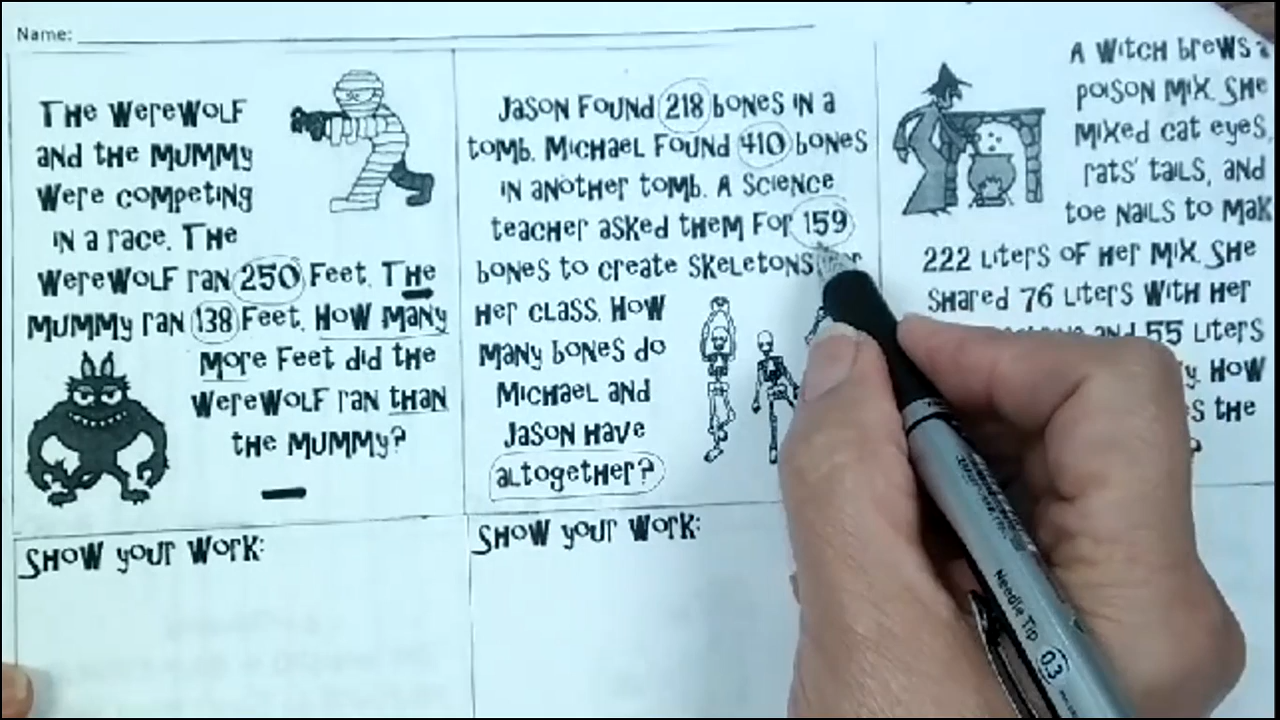 Name:
The Werewolf
and the Mummy
Were competing
in a race. The
Werewolf ran 250 Feet. The
Mummy ran 138 Feet. How many
More Feet did the
Werewolf ran than
the Mummy?
Show your work:
Jason Found 218 bones in a
tomb. Michael Found 410 bones
in another tomb. A science
teacher asked them for 159
bones to create skeletons
Her class. How
Many bones do
Michael and
Jason Have
altogether?
Show your work:
A Witch brews a
poison Mix. She
Mixed cat eyes,
rats' tails, and
toe nails to
222 Liters of Her Mix. She
shared 76 Liters with Her
and 55 Liters
How
the
Needle Tip
0.3